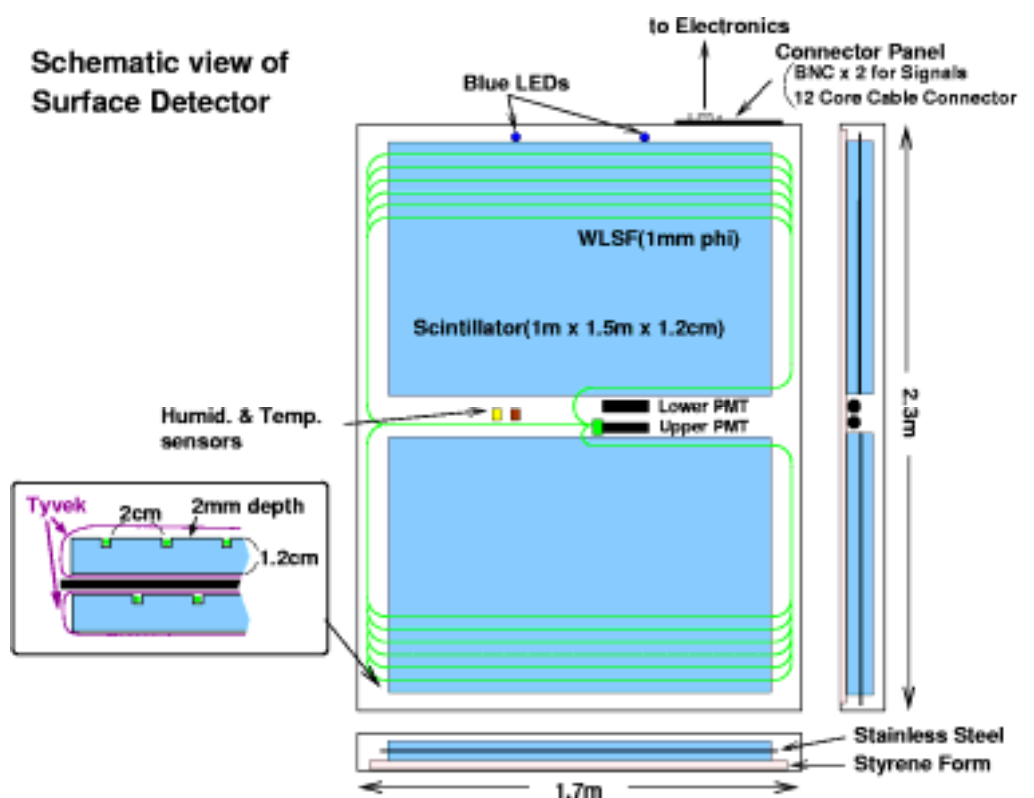 Schematic view of
Surface Detector
to Electronics
Connector Panel
BNC x 2 for Signals
12 Core Cable Connector
Blue LEDs
WLSF(1mm phi)
Scintillator(1m x 1.5m x 1.2cm)
Humid. & Temp.
sensors
Lower PMT
Upper PMT
2.3m
Tyvek
2cm
2mm depth
1.2cm
Stainless Steel
Styrene Form
1.7m